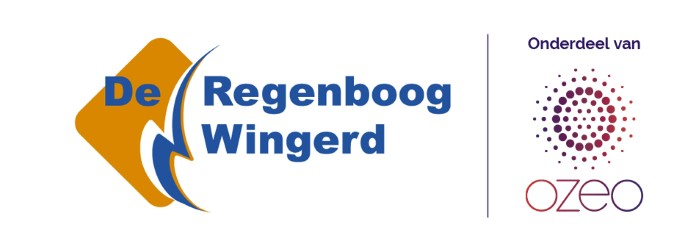 De Regenboog
Wingerd
Onderdeel van
ozeo